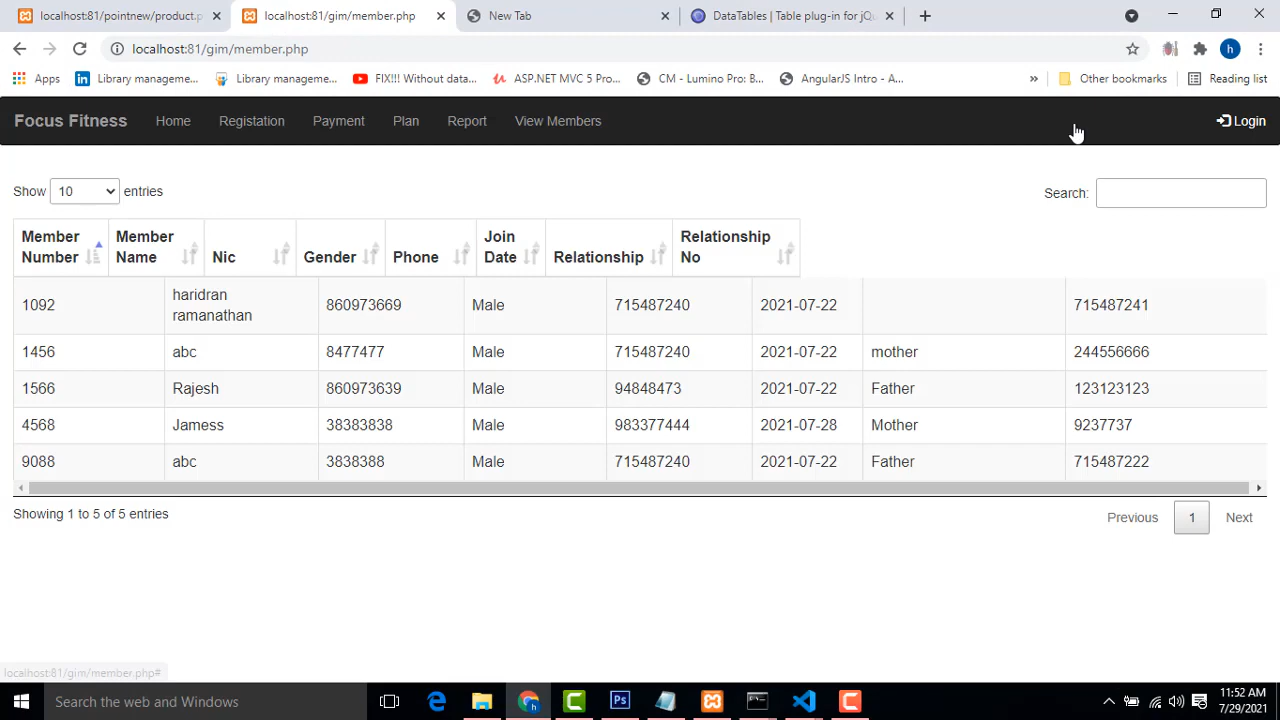 localhost:81/pointnew/product.p
localhost:81/gim/member.php
New Tab
DataTables | Table plug-in for jQu
localhost:81/gim/member.php
h
Apps
Library manageme...
Library manageme...
FIX!!! Without data...
ASP.NET MVC 5 Pro...
CM - Lumino Pro: B...
AngularJS Intro - A...
»
Other bookmarks
Reading list
Focus Fitness
Home
Registation
Payment
Plan
Report
View Members
Login
Show 10 entries
Search:
Member Number
Member Name
Nic
Gender
Phone
Join Date
Relationship
Relationship No
1092 haridran ramanathan 860973669 Male 715487240 2021-07-22 715487241
1456 abc 8477477 Male 715487240 2021-07-22 mother 244556666
1566 Rajesh 860973639 Male 94848473 2021-07-22 Father 123123123
4568 Jamess 38383838 Male 983377444 2021-07-28 Mother 9237737
9088 abc 3838388 Male 715487240 2021-07-22 Father 715487222
Showing 1 to 5 of 5 entries
Previous 1 Next
localhost:81/gim/member.php#
Search the web and Windows
11:52 AM
7/29/2021